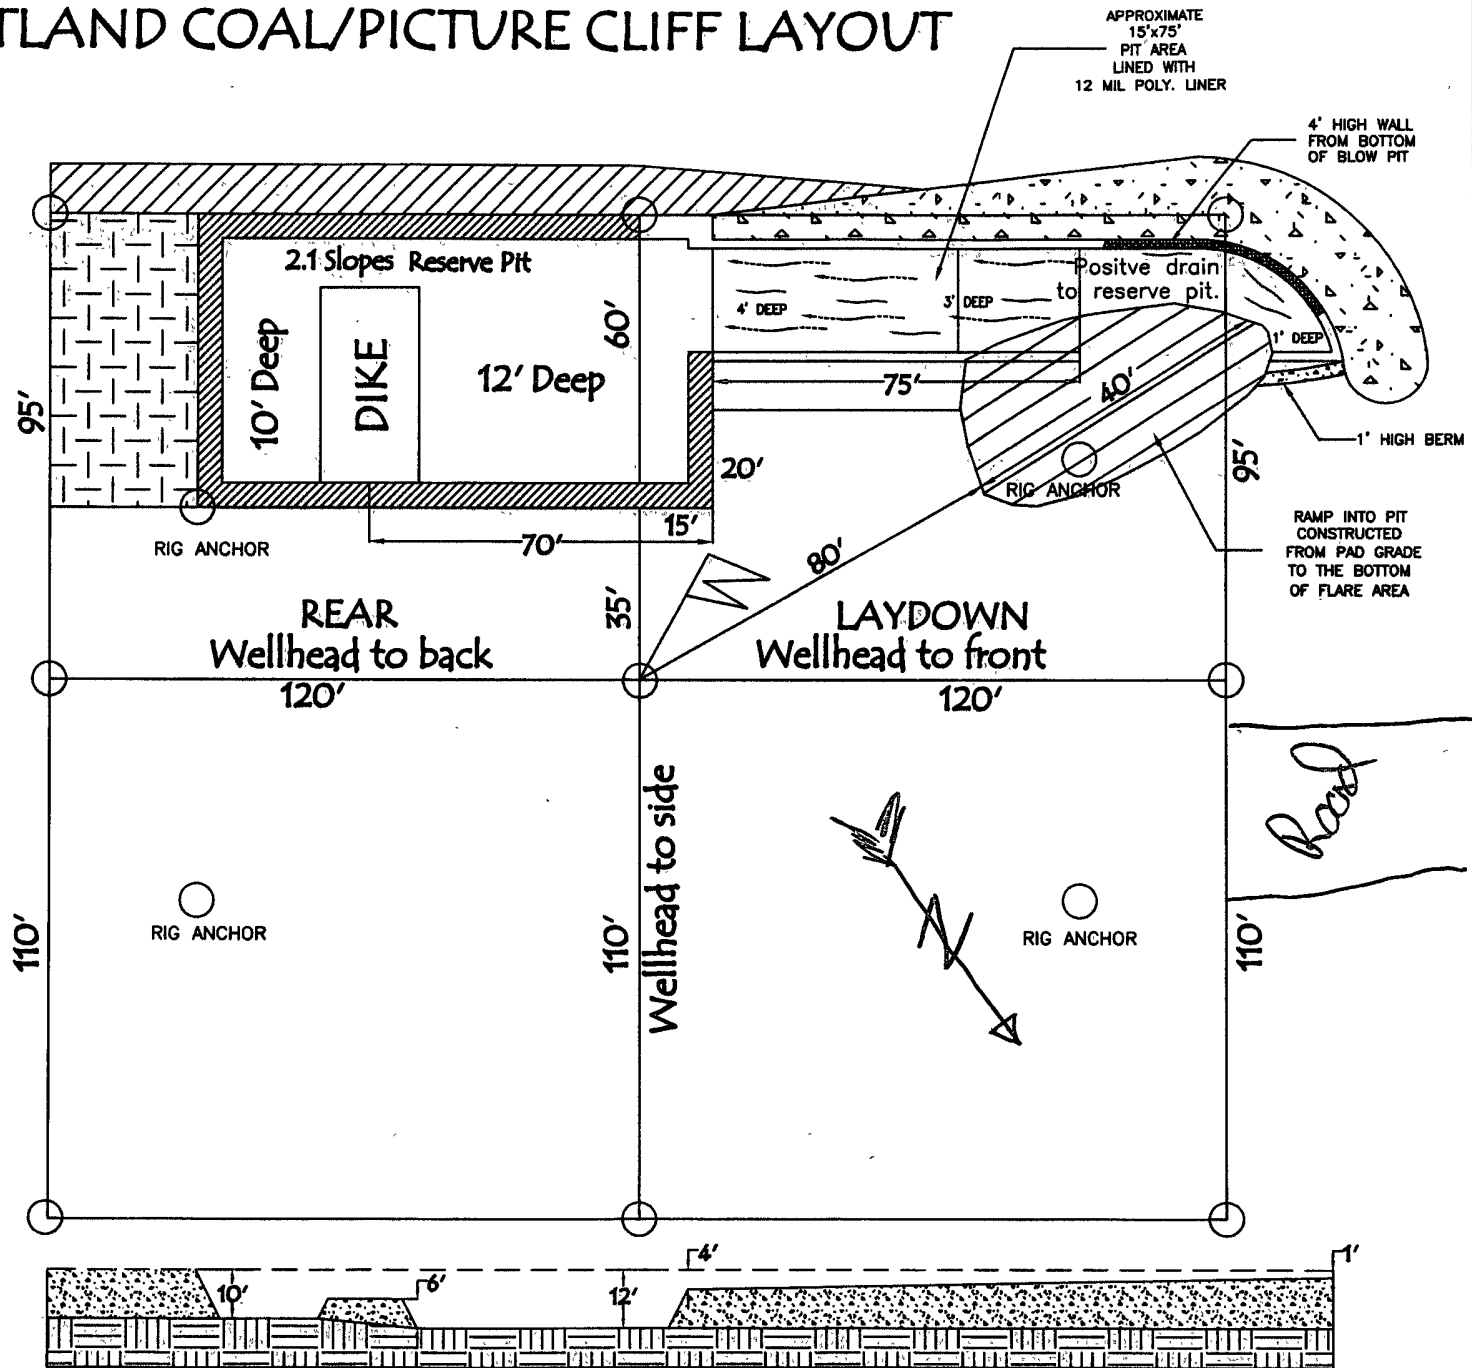 TLAND COAL/PICTURE CLIFF LAYOUT
APPROXIMATE
15'x75'
PIT AREA
LINED WITH
12 MIL POLY. LINER
4' HIGH WALL
FROM BOTTOM
OF BLOW PIT
2.1 Slopes Reserve Pit
Positve drain
to reserve pit.
4' DEEP
3' DEEP
1' DEEP
60'
10' Deep
DIKE
12' Deep
75'
40'
95'
1' HIGH BERM
20'
95'
RIG ANCHOR
15'
70'
RIG ANCHOR
80'
RAMP INTO PIT
CONSTRUCTED
FROM PAD GRADE
TO THE BOTTOM
OF FLARE AREA
35'
REAR
Wellhead to back
120'
LAYDOWN
Wellhead to front
120'
Road
Wellhead to side
N
110'
RIG ANCHOR
110'
RIG ANCHOR
110'
4'
1'
10'
6'
12'